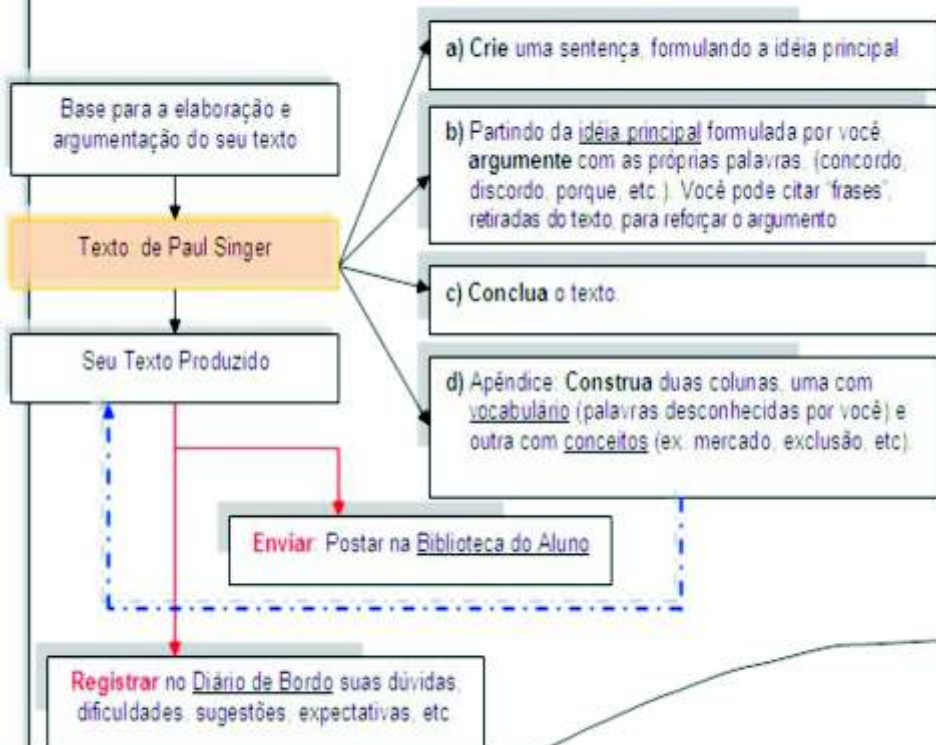 Base para a elaboração e
argumentação do seu texto
Texto de Paul Singer
Seu Texto Produzido
a) Crie uma sentença, formulando a idéia principal.
b) Partindo da idéia principal formulada por você,
argumente com as próprias palavras, (concordo,
discordo, porque, etc.). Você pode citar "frases",
retiradas do texto, para reforçar o argumento.
c) Conclua o texto.
d) Apêndice: Construa duas colunas, uma com
vocabulário (palavras desconhecidas por você) e
outra com conceitos (ex. mercado, exclusão, etc).
Enviar: Postar na Biblioteca do Aluno
Registrar no Diário de Bordo suas dúvidas,
dificuldades, sugestões, expectativas, etc